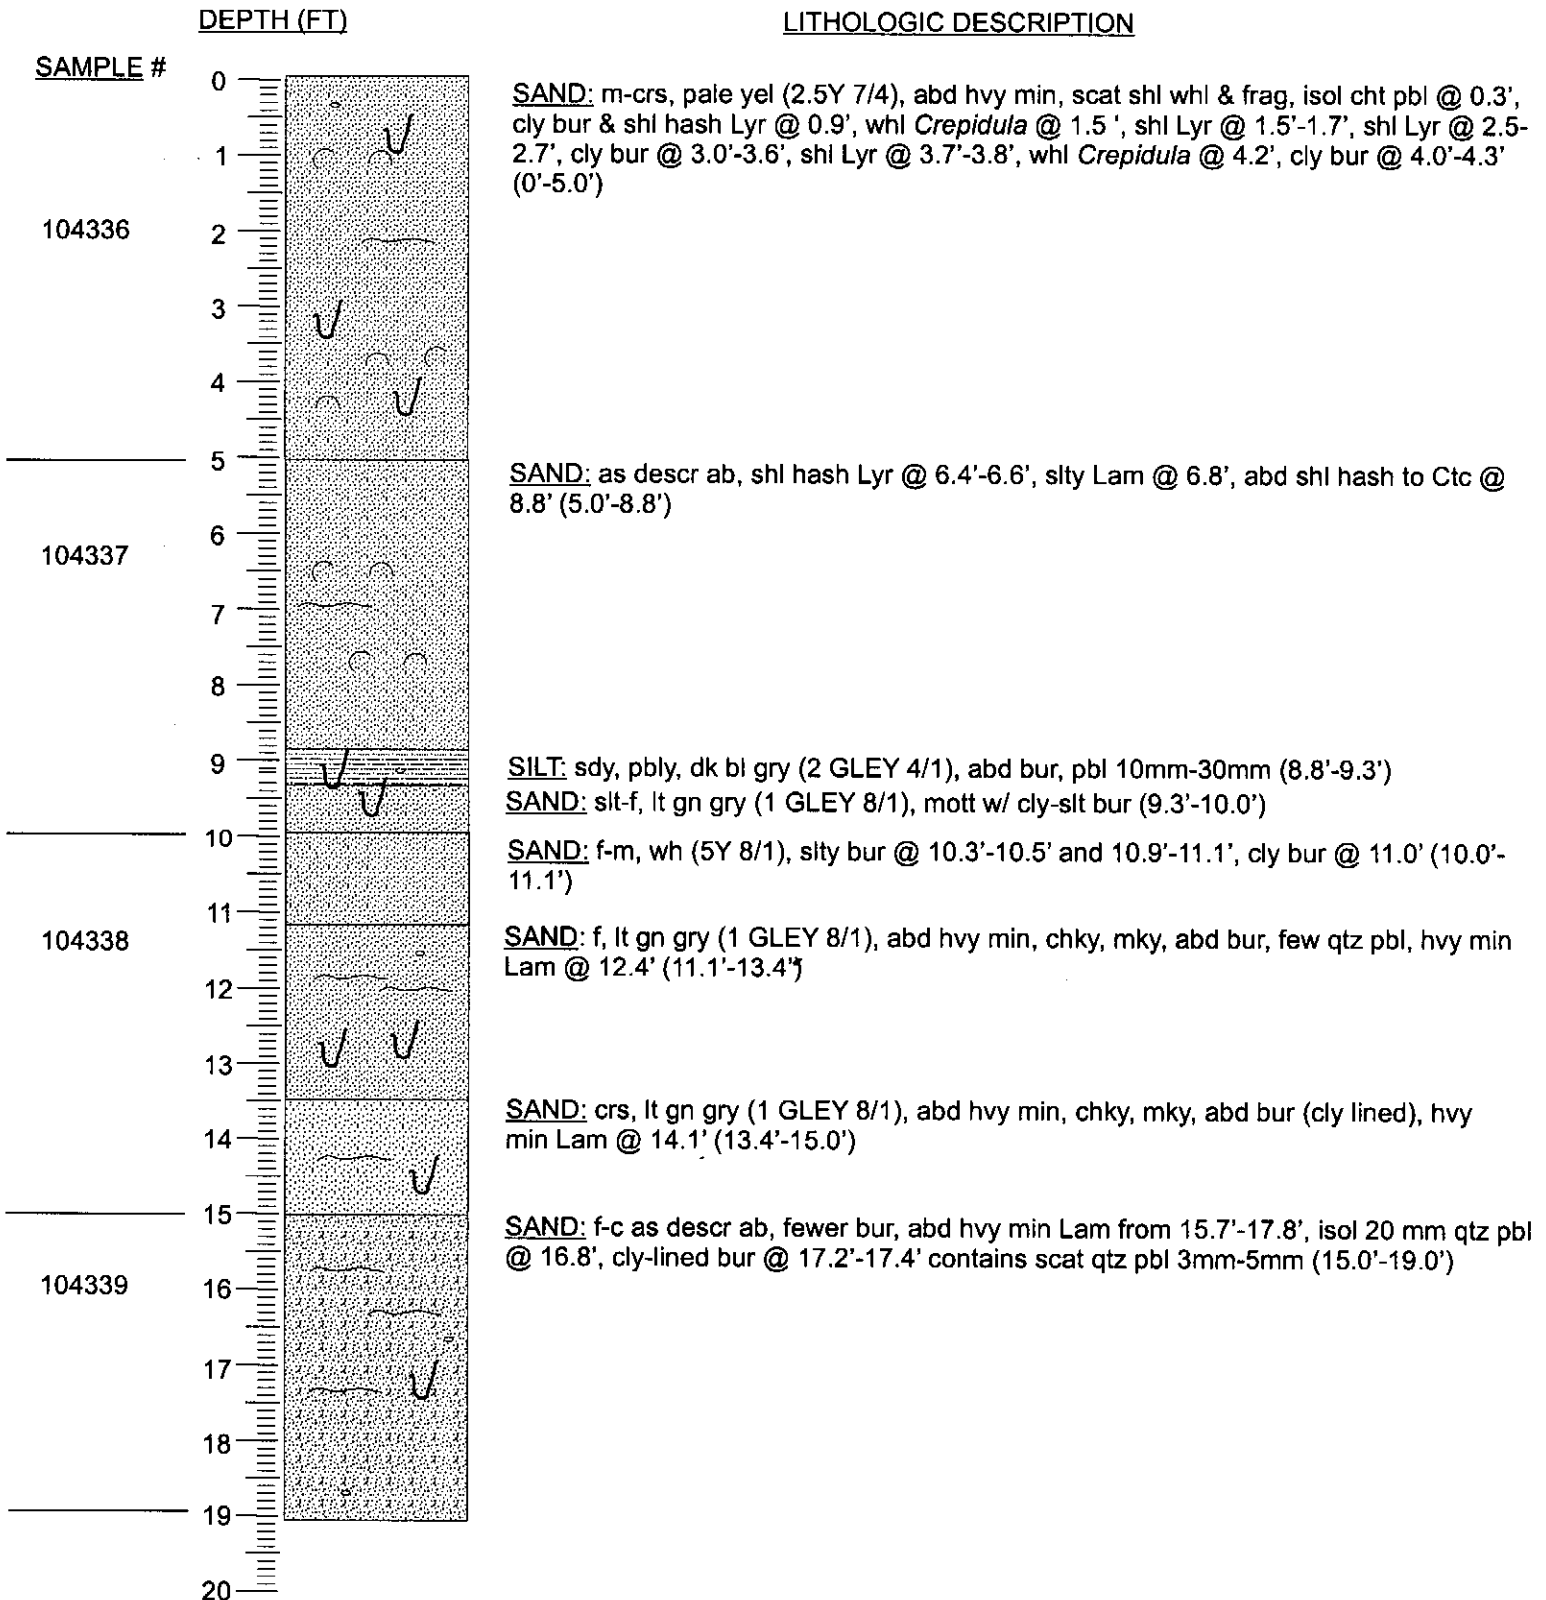 DEPTH (FT)
LITHOLOGIC DESCRIPTION
SAMPLE #
0
SAND: m-crs, pale yel (2.5Y 7/4), abd hvy min, scat shl whl & frag, isol cht pbl @ 0.3',
cly bur & shl hash Lyr @ 0.9', whl Crepidula @ 1.5 ', shl Lyr @ 1.5'-1.7', shl Lyr @ 2.5-
2.7', cly bur @ 3.0'-3.6', shl Lyr @ 3.7'-3.8', whl Crepidula @ 4.2', cly bur @ 4.0'-4.3'
(0'-5.0')
1
104336
2
3
4
5
SAND: as descr ab, shl hash Lyr @ 6.4'-6.6', slty Lam @ 6.8', abd shl hash to Ctc @
8.8' (5.0'-8.8')
6
104337
7
8
9
SILT: sdy, pbly, dk bl gry (2 GLEY 4/1), abd bur, pbl 10mm-30mm (8.8'-9.3')
SAND: slt-f, lt gn gry (1 GLEY 8/1), mott w/ cly-slt bur (9.3'-10.0')
10
SAND: f-m, wh (5Y 8/1), slty bur @ 10.3'-10.5' and 10.9'-11.1', cly bur @ 11.0' (10.0'-
11.1')
11
104338
SAND: f, lt gn gry (1 GLEY 8/1), abd hvy min, chky, mky, abd bur, few qtz pbl, hvy min
Lam @ 12.4' (11.1'-13.4')
12
13
SAND: crs, lt gn gry (1 GLEY 8/1), abd hvy min, chky, mky, abd bur (cly lined), hvy
min Lam @ 14.1' (13.4'-15.0')
14
15
SAND: f-c as descr ab, fewer bur, abd hvy min Lam from 15.7'-17.8', isol 20 mm qtz pbl
@ 16.8', cly-lined bur @ 17.2'-17.4' contains scat qtz pbl 3mm-5mm (15.0'-19.0')
104339
16
17
18
19
20